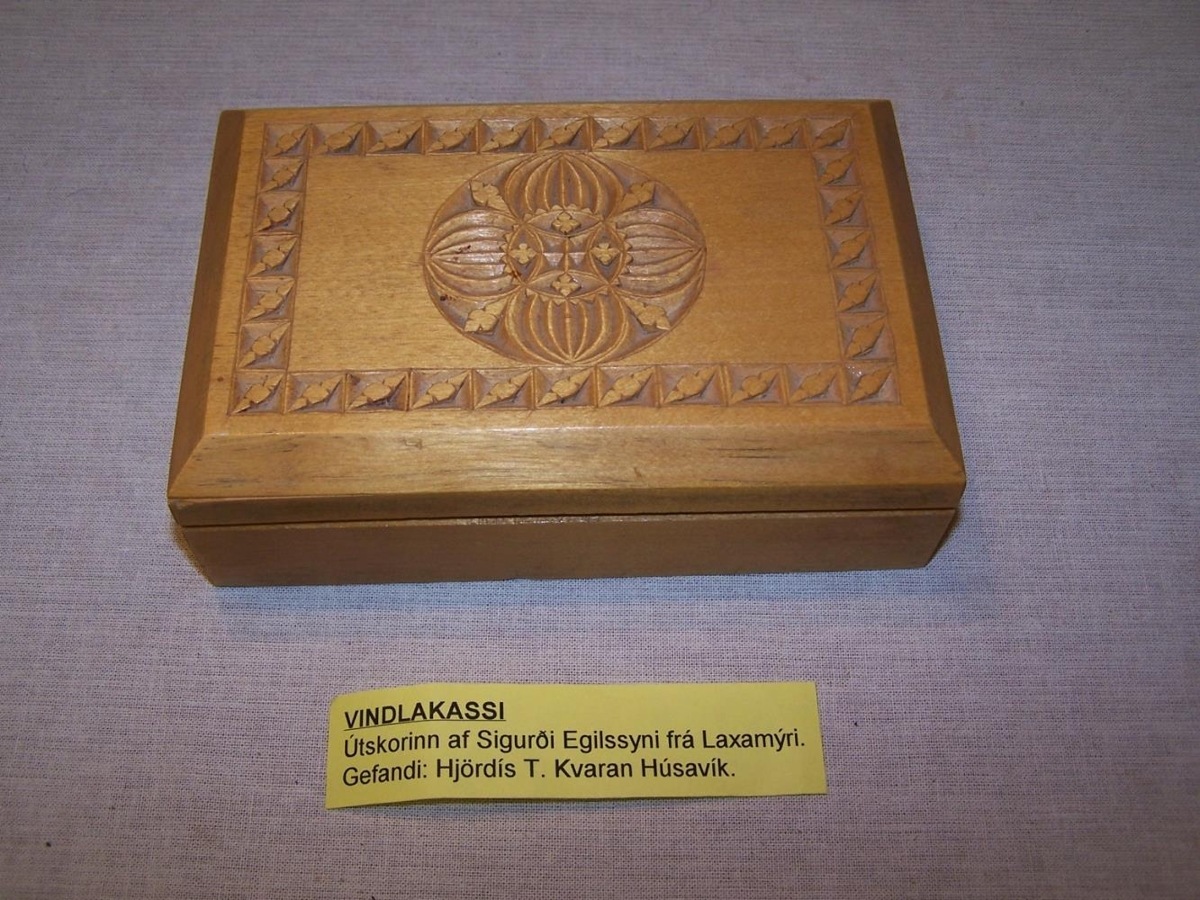 VINDLAKASSI
Útskorinn af Sigurði Egilssyni frá Laxamýri.
Gefandi: Hjördís T. Kvaran Húsavík.